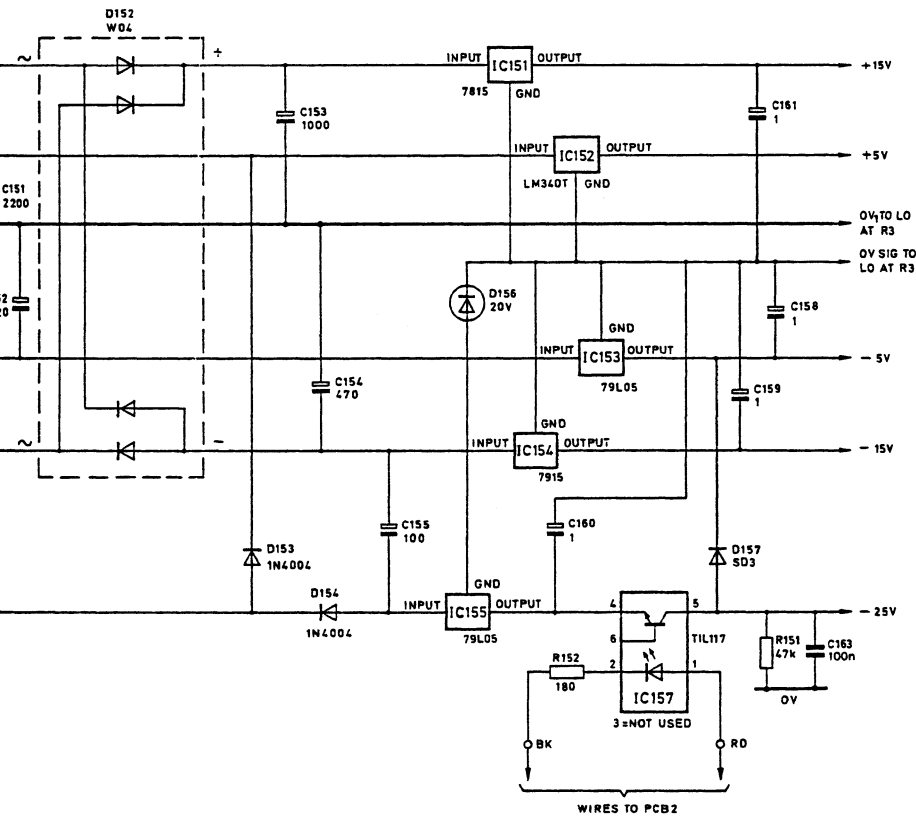 D152
W04
~
+
INPUT
IC151
OUTPUT
+15V
7815
GND
C153
1000
C161
1
INPUT
IC152
OUTPUT
+5V
LM340T
GND
C151
2200
0V1 TO LO
AT R3
0V SIG TO
LO AT R3
D156
20V
C158
1
GND
INPUT
IC153
OUTPUT
- 5V
79L05
C154
470
C159
1
GND
~
-
INPUT
IC154
OUTPUT
- 15V
7915
C155
100
C160
1
D153
1N4004
D157
SD3
D154
1N4004
GND
INPUT
IC155
OUTPUT
4
5
- 25V
79L05
6
TIL117
R151
47k
C163
100n
R152
180
2
1
IC157
0V
3=NOT USED
BK
RD
WIRES TO PCB2